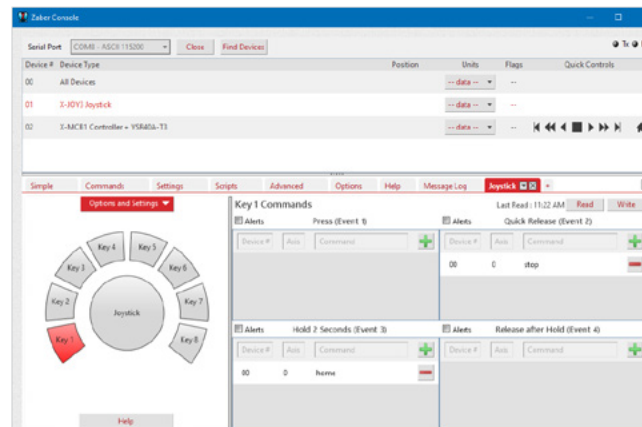 Zaber Console
Serial Port COM8 - ASCII 115200 Close Find Devices Tx
Device # Device Type Position Units Flags Quick Controls
00 All Devices -- data -- --
01 X-JOY3 Joystick -- data -- --
02 X-MCB1 Controller + -- data -- --
Simple Commands Settings Scripts Advanced Options Help Message Log Joystick +
Options and Settings
Key 1
Key 2
Key 3
Key 4
Key 5
Key 6
Key 7
Key 8
Joystick
Help
Key 1 Commands Last Read: 11:22 AM Read Write
Alerts Press (Event 1)
Device # Axis Command
Alerts Quick Release (Event 2)
Device # Axis Command
00 0 stop
Alerts Hold 2 Seconds (Event 3)
Device # Axis Command
00 0 home
Alerts Release after Hold (Event 4)
Device # Axis Command